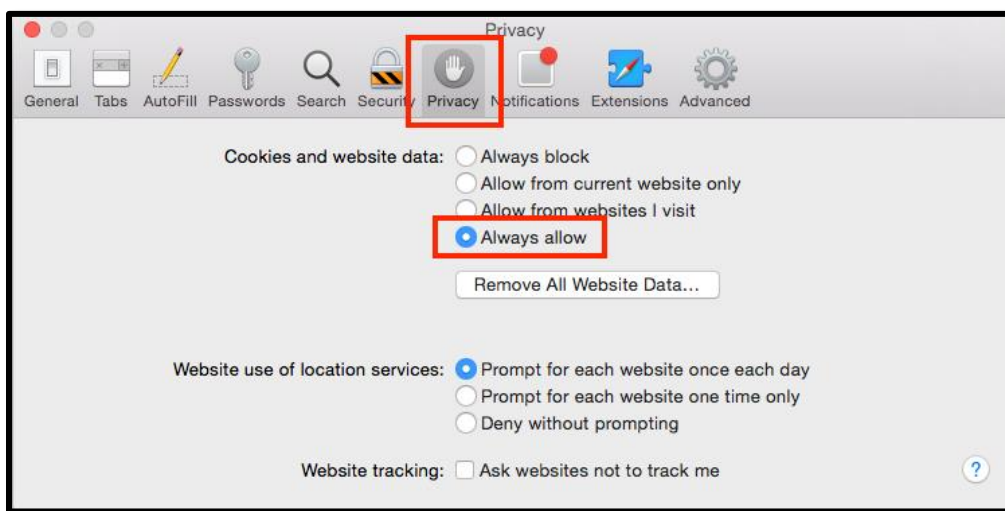 Privacy
General Tabs AutoFill Passwords Search Security Privacy Notifications Extensions Advanced
Cookies and website data: Always block
Allow from current website only
Allow from websites I visit
Always allow
Remove All Website Data...
Website use of location services: Prompt for each website once each day
Prompt for each website one time only
Deny without prompting
Website tracking: Ask websites not to track me ?